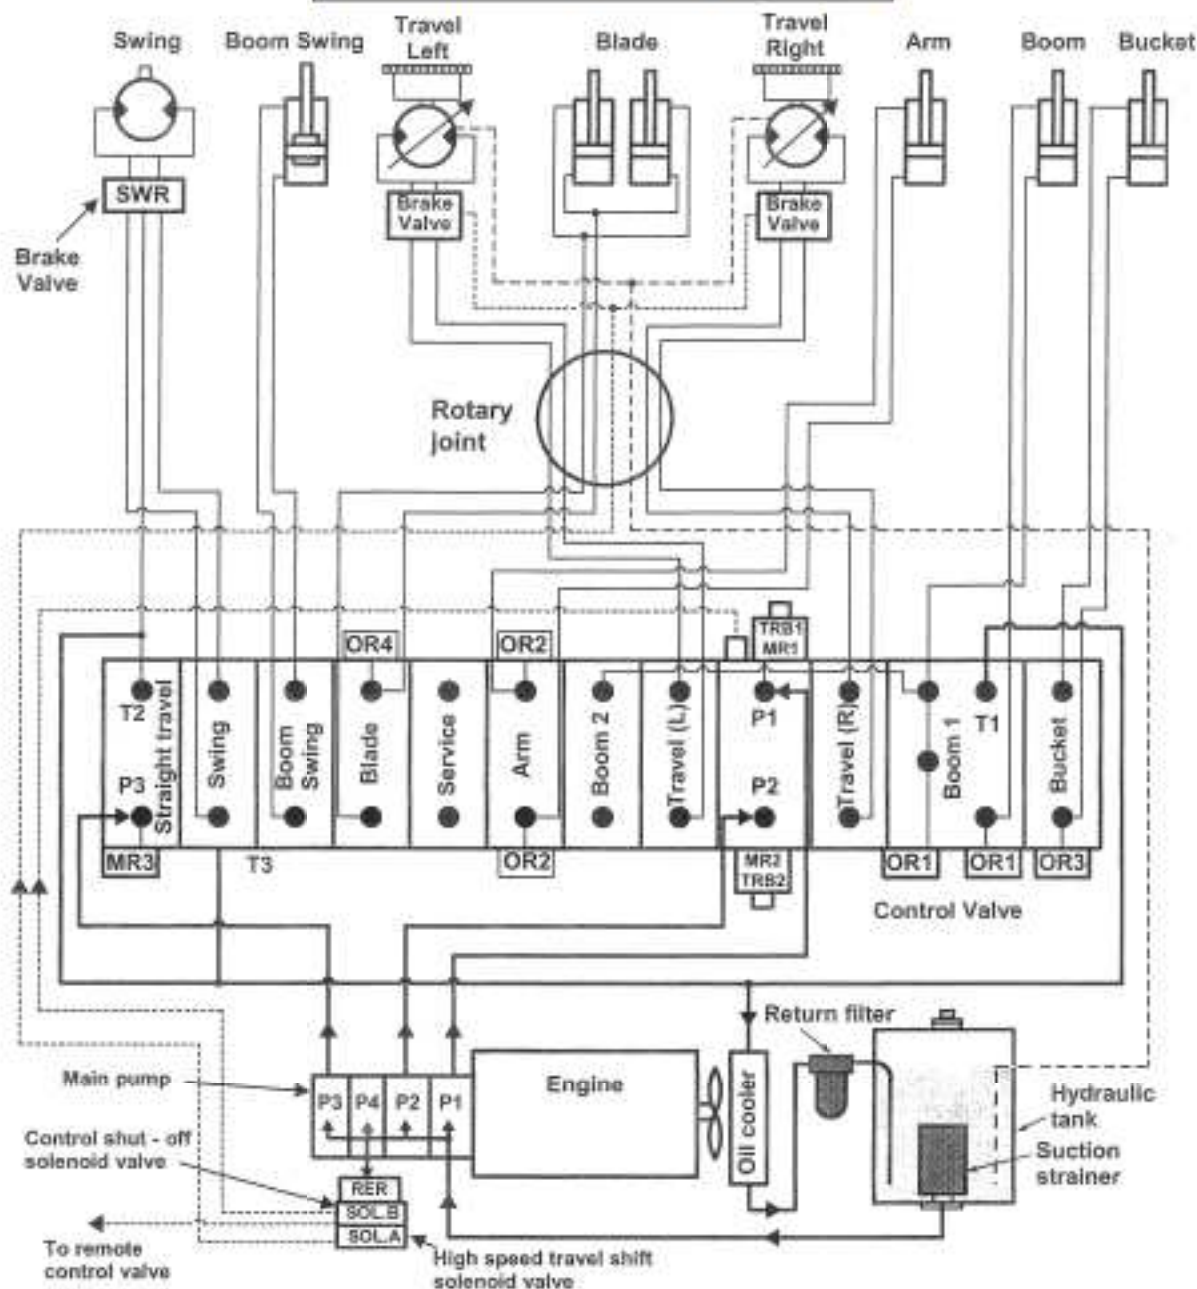 Swing
Boom Swing
Travel
Left
Blade
Travel
Right
Arm
Boom
Bucket
SWR
Brake
Valve
Brake
Valve
Brake
Valve
Rotary
joint
OR4
OR2
TRB1
MR1
T2
P3
Straight travel
Swing
Boom
Swing
Blade
Service
Arm
Boom 2
Travel (L)
P1
P2
Travel (R)
Boom 1
T1
Bucket
MR3
T3
OR2
MR2
TRB2
OR1
OR1
OR3
Control Valve
Return filter
Main pump
P3
P4
P2
P1
Engine
Oil cooler
Hydraulic
tank
Suction
strainer
Control shut - off
solenoid valve
RER
SOL.B
SOL.A
To remote
control valve
High speed travel shift
solenoid valve